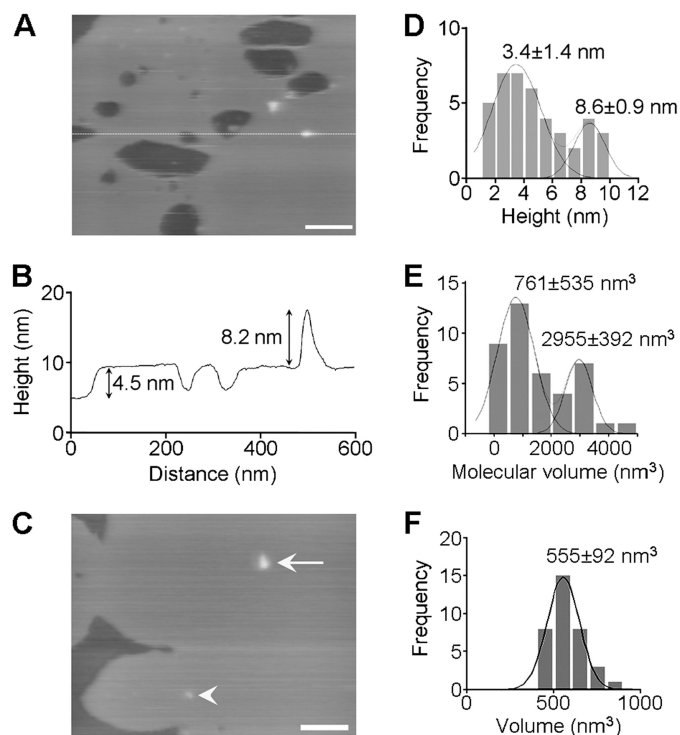 A
B
Height (nm)
20
10
0
8.2 nm
4.5 nm
0
200
400
600
Distance (nm)
C
D
Frequency
10
5
0
3.4±1.4 nm
8.6±0.9 nm
0 2 4 6 8 10 12
Height (nm)
E
Frequency
15
10
5
0
761±535 nm³
2955±392 nm³
0 2000 4000
Molecular volume (nm³)
F
Frequency
20
15
10
5
0
555±92 nm³
0 500 1000
Volume (nm³)